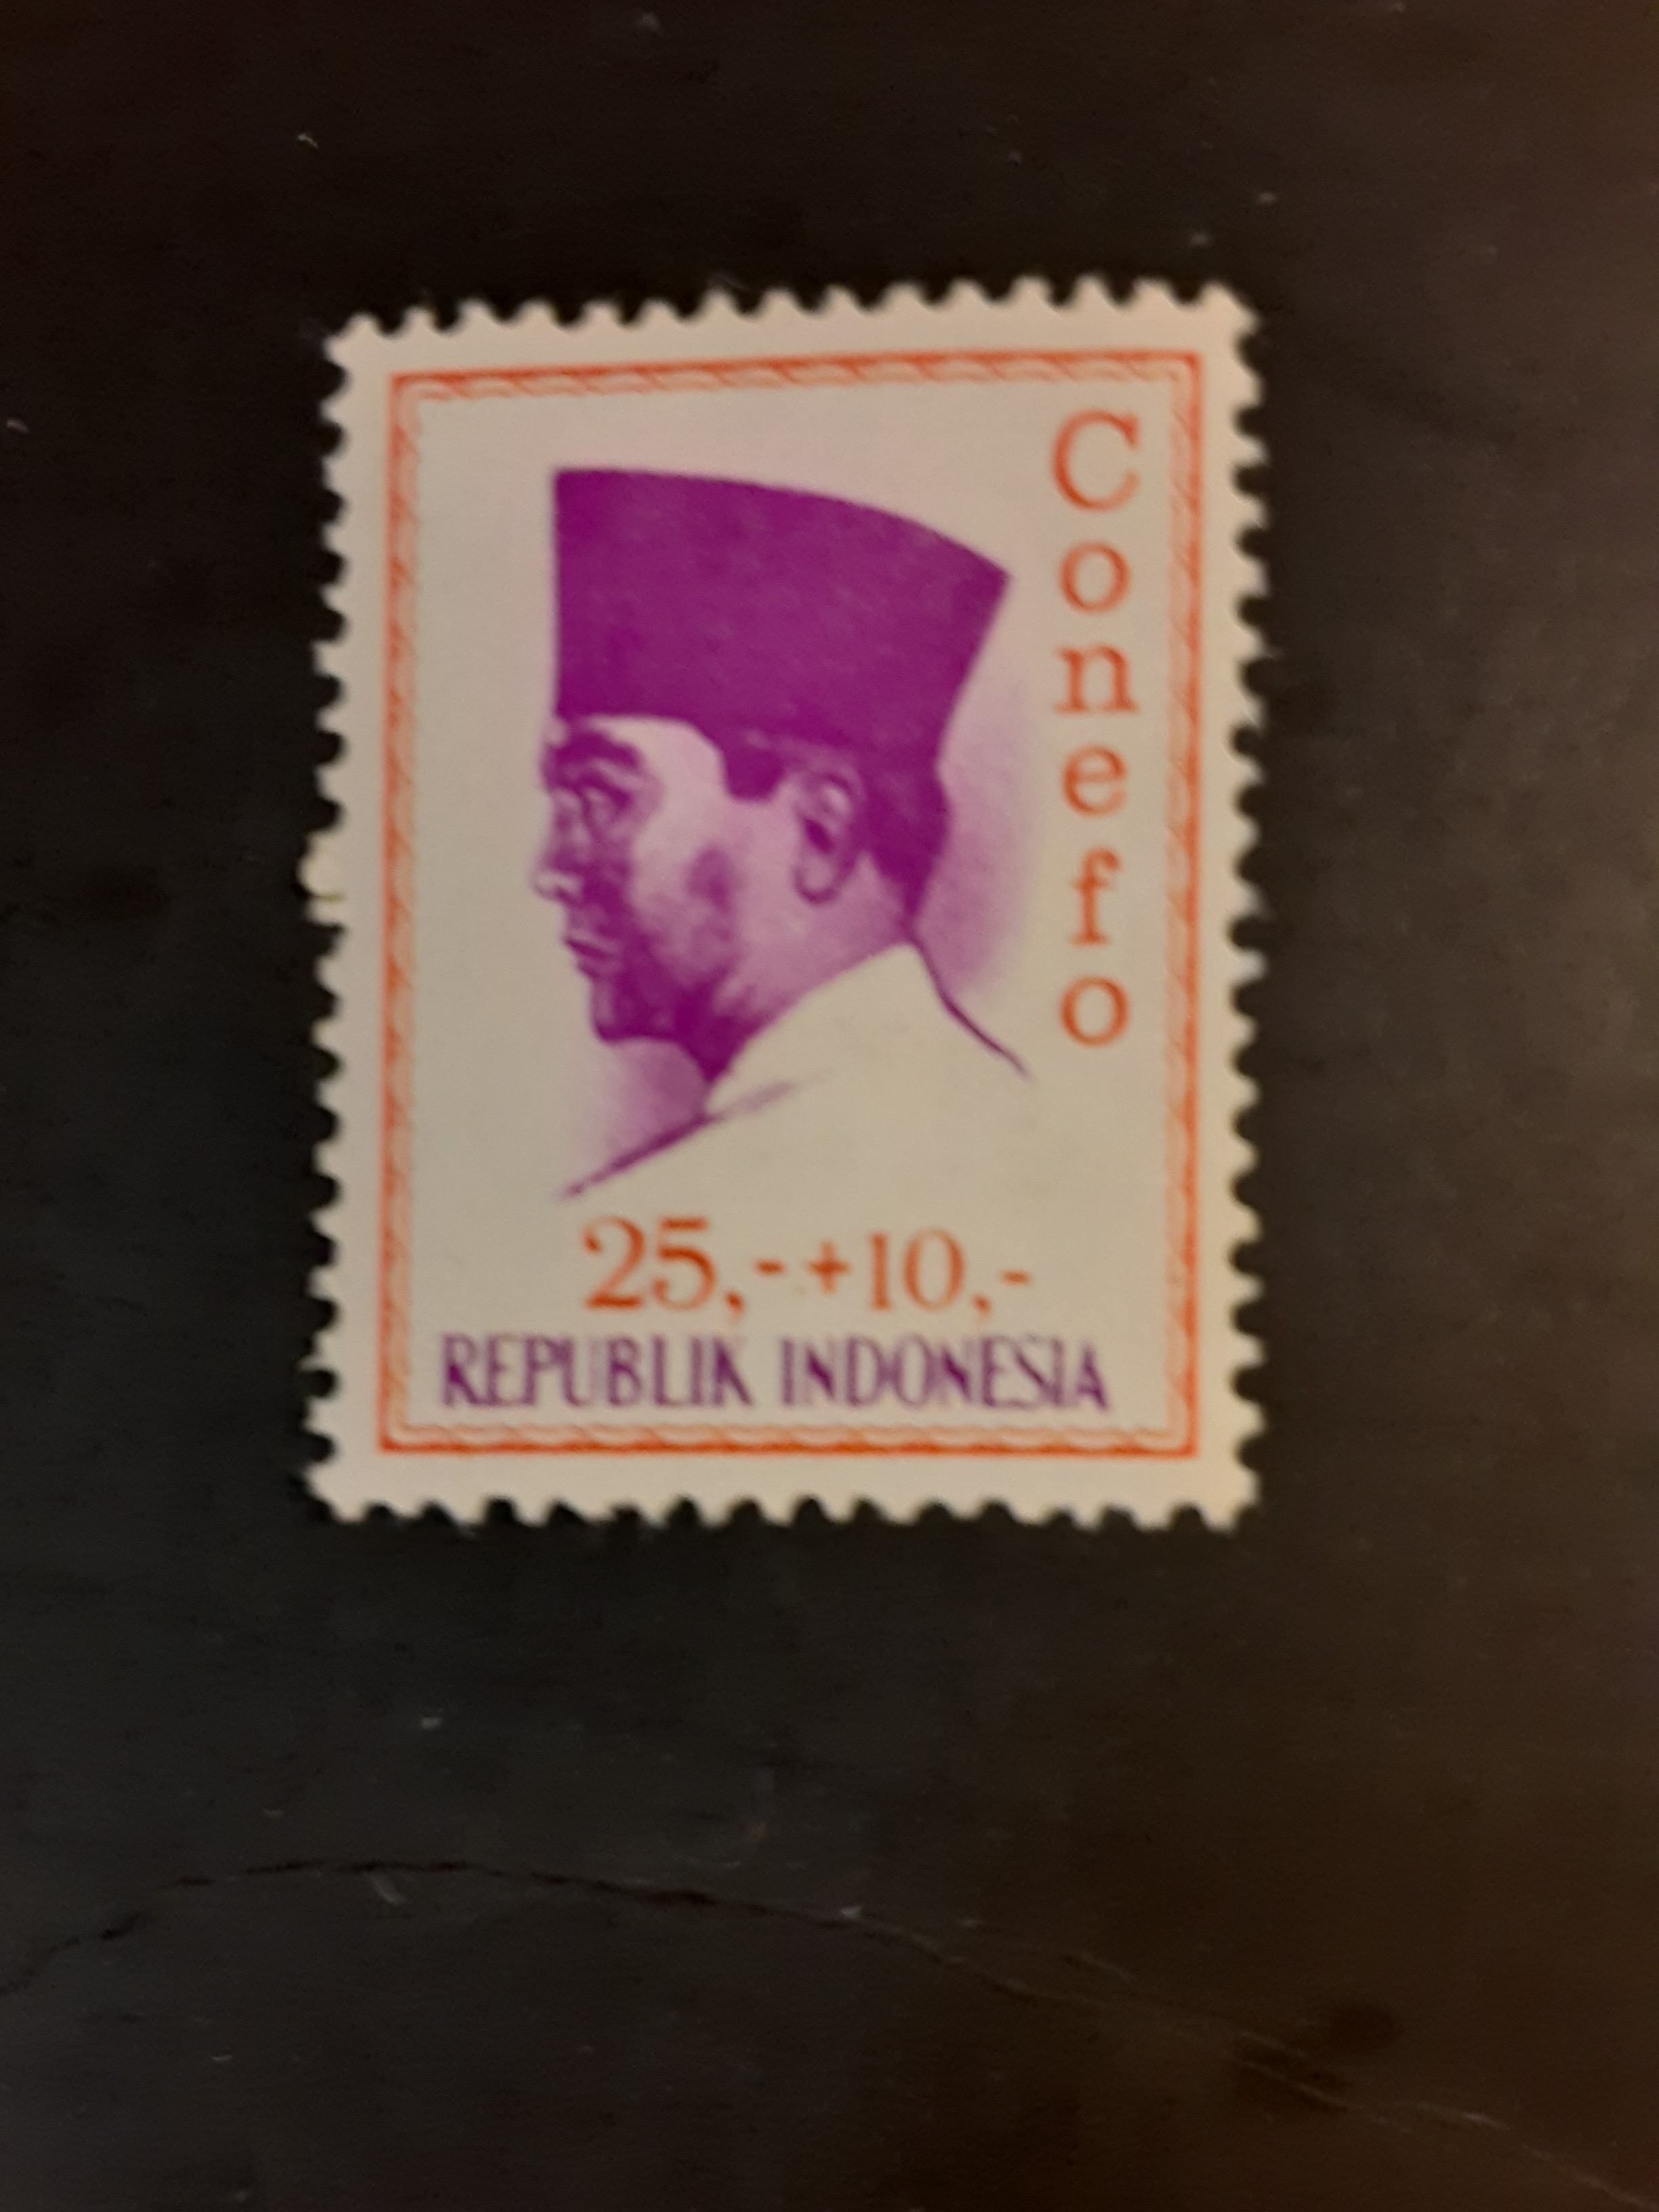 Conefo
25,-+10,-
REPUBLIK INDONESIA